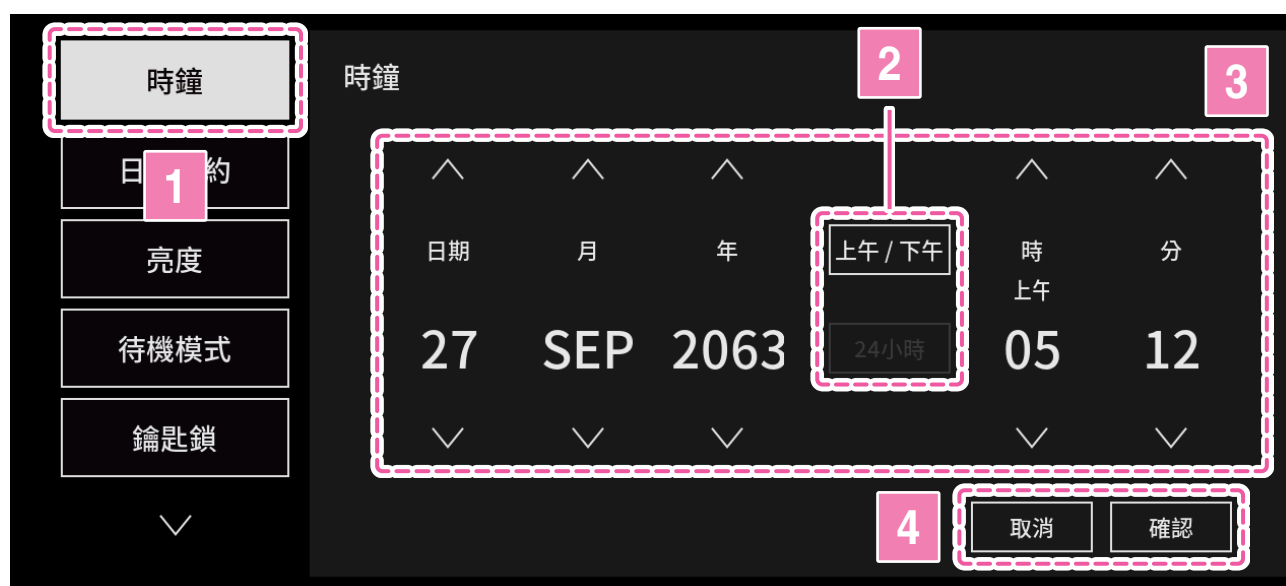 時鐘
日 約
亮度
待機模式
鑰匙鎖
時鐘
1
2
3
日期 月 年 上午 / 下午 時 分
上午
27 SEP 2063 24小時 05 12
4
取消 確認